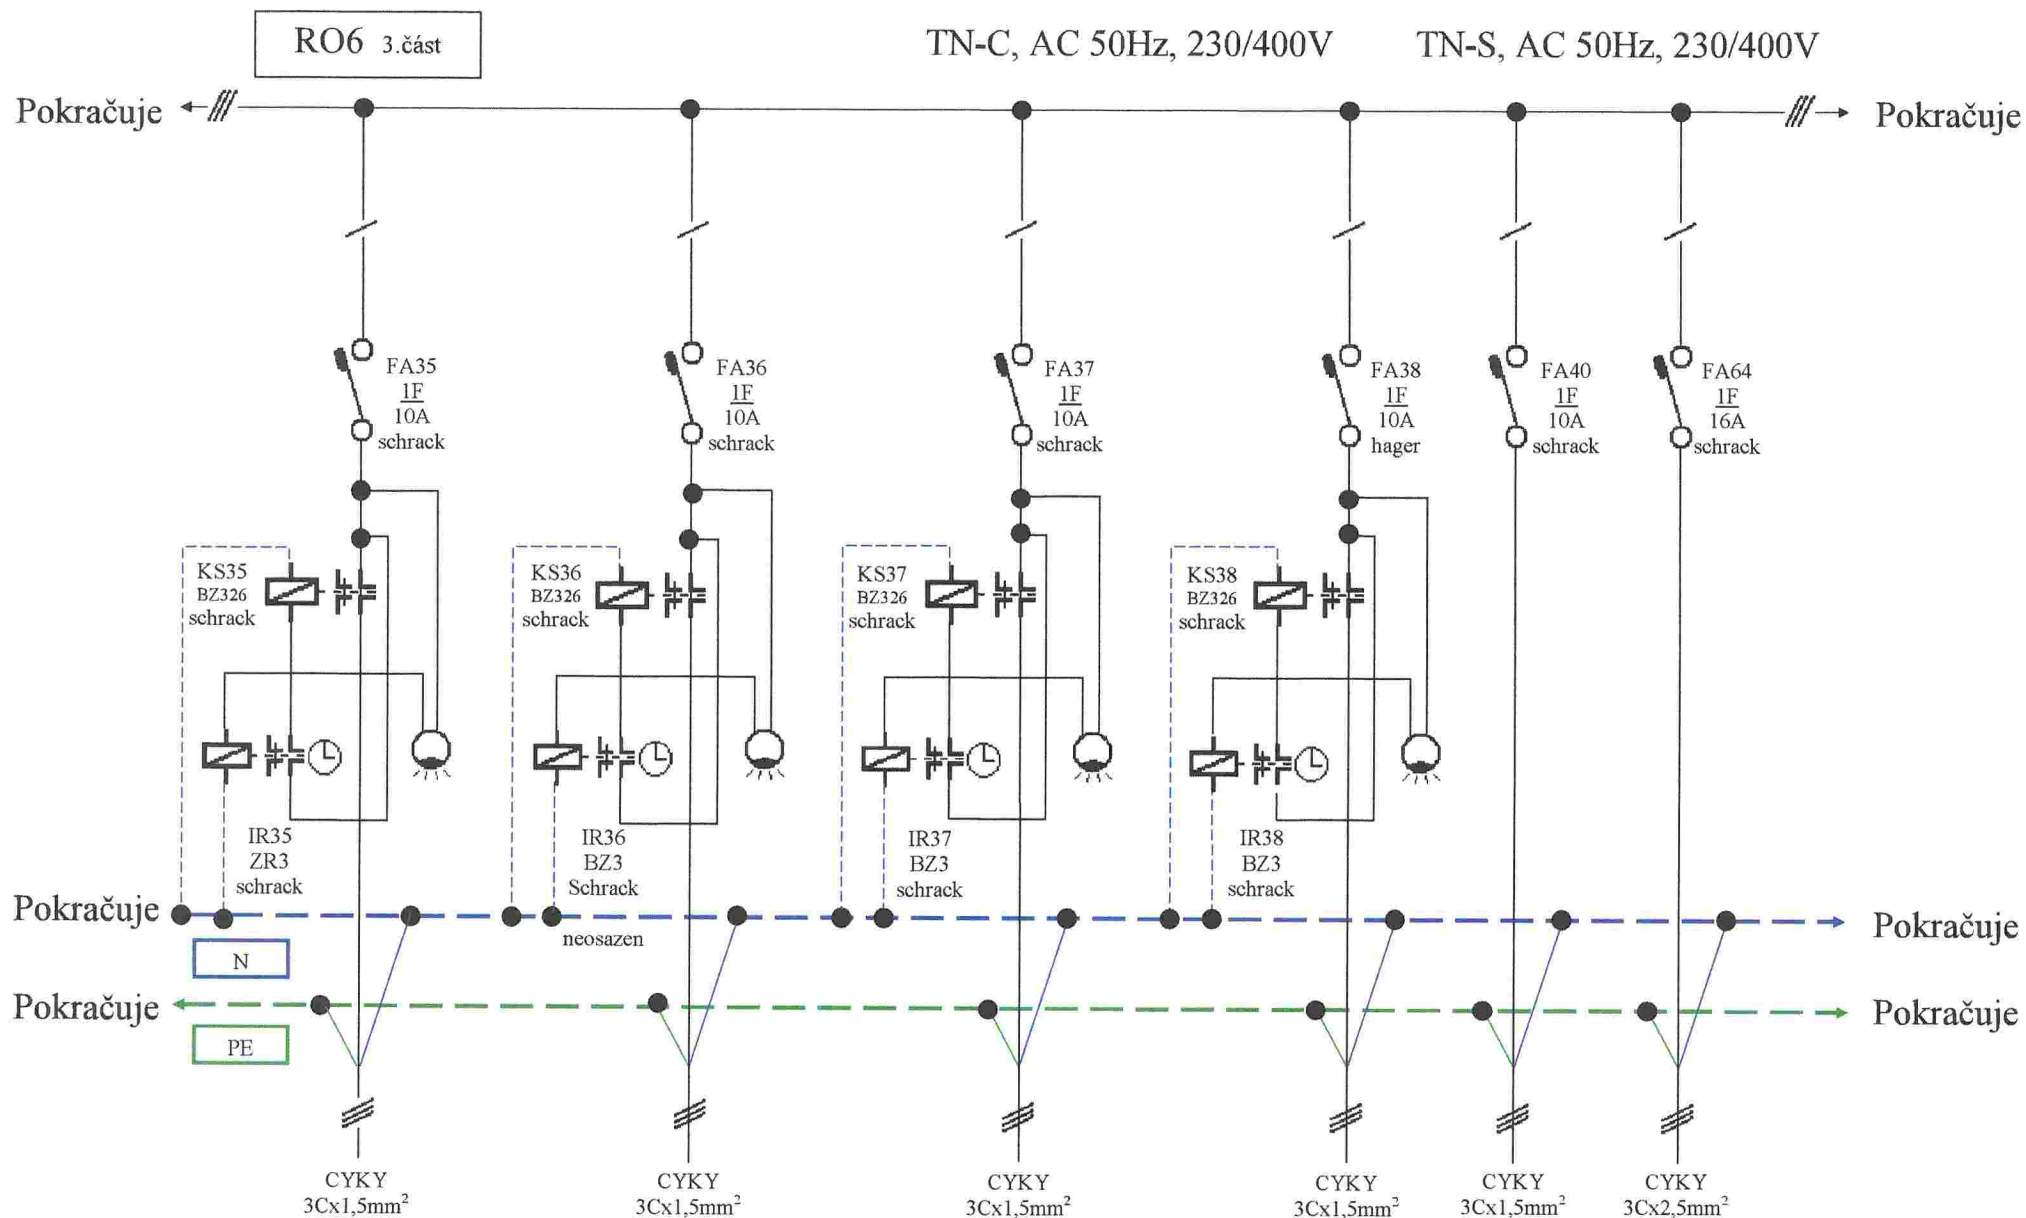 RO6 3.část
TN-C, AC 50Hz, 230/400V
TN-S, AC 50Hz, 230/400V
Pokračuje
Pokračuje
FA35
1F
10A
schrack
FA36
1F
10A
schrack
FA37
1F
10A
schrack
FA38
1F
10A
hager
FA40
1F
10A
schrack
FA64
1F
16A
schrack
KS35
BZ326
schrack
KS36
BZ326
schrack
KS37
BZ326
schrack
KS38
BZ326
schrack
IR35
ZR3
schrack
IR36
BZ3
Schrack
IR37
BZ3
schrack
IR38
BZ3
schrack
Pokračuje
neosazen
Pokračuje
N
Pokračuje
Pokračuje
PE
CYKY
3Cx1,5mm²
CYKY
3Cx1,5mm²
CYKY
3Cx1,5mm²
CYKY
3Cx1,5mm²
CYKY
3Cx1,5mm²
CYKY
3Cx2,5mm²